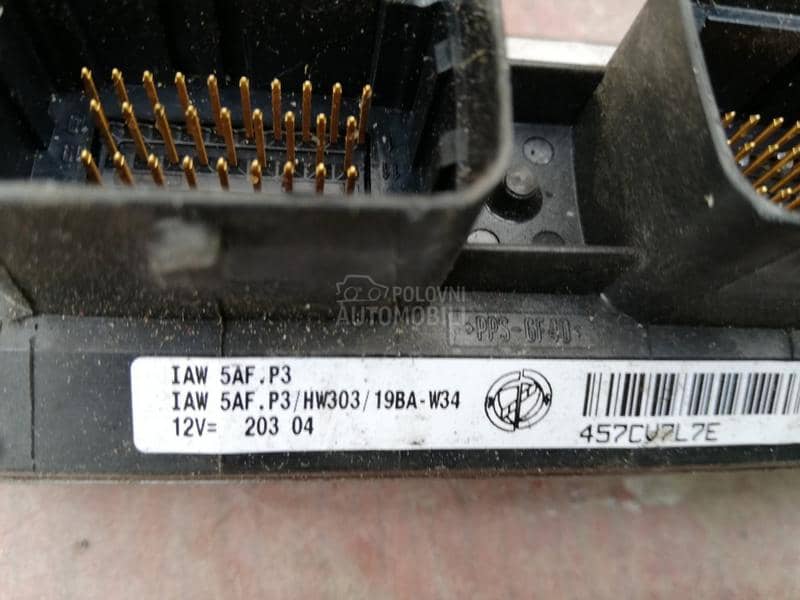 POLOVNI
AUTOMOBILI
>PPS-GF40<
IAW 5AF.P3
IAW 5AF.P3/HW303/19BA-W34
12V= 203 04
457CV7L7E